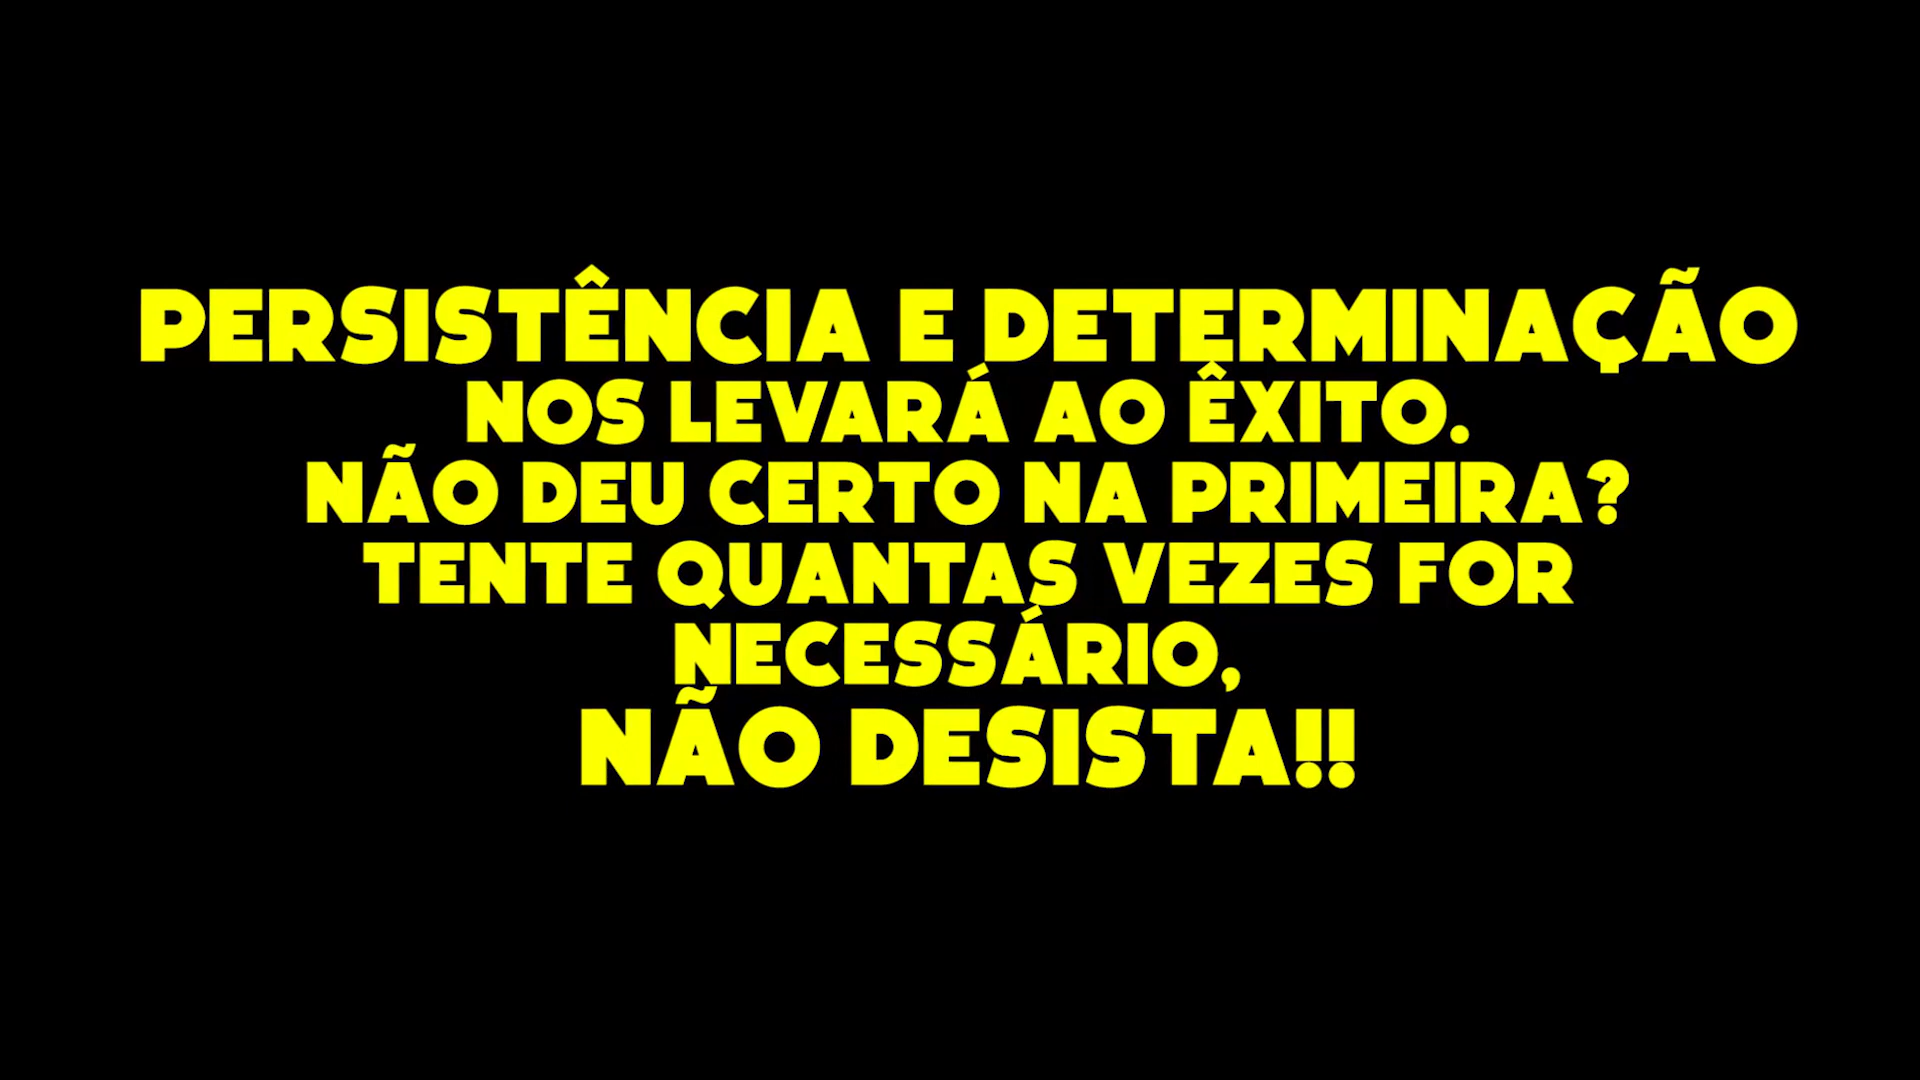 PERSISTÊNCIA E DETERMINAÇÃO
NOS LEVARÁ AO ÊXITO.
NÃO DEU CERTO NA PRIMEIRA?
TENTE QUANTAS VEZES FOR
NECESSÁRIO,
NÃO DESISTA!!